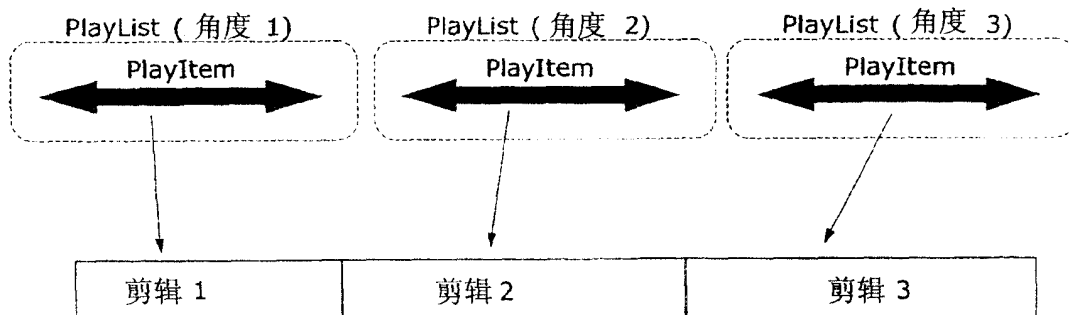 PlayList ( 角度 1)
PlayList ( 角度 2)
PlayList ( 角度 3)
PlayItem
PlayItem
PlayItem
剪辑 1
剪辑 2
剪辑 3